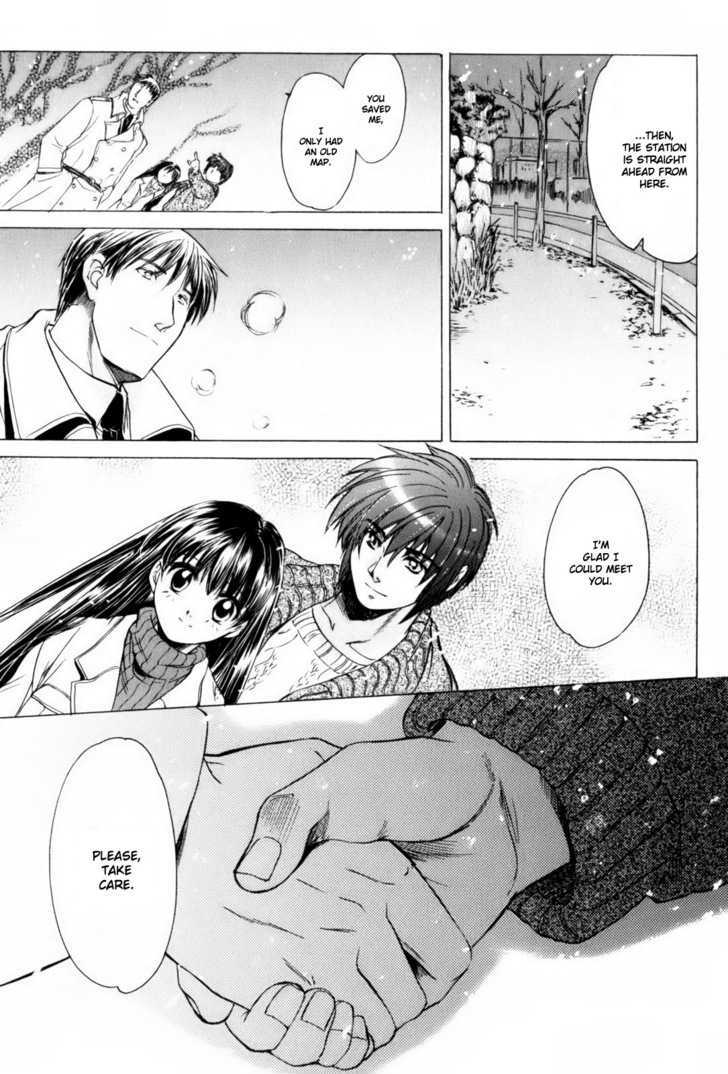 ...THEN,
THE STATION
IS STRAIGHT
AHEAD FROM
HERE.
YOU
SAVED
ME,
I
ONLY HAD
AN OLD
MAP.
I'M
GLAD I
COULD MEET
YOU.
PLEASE,
TAKE
CARE.